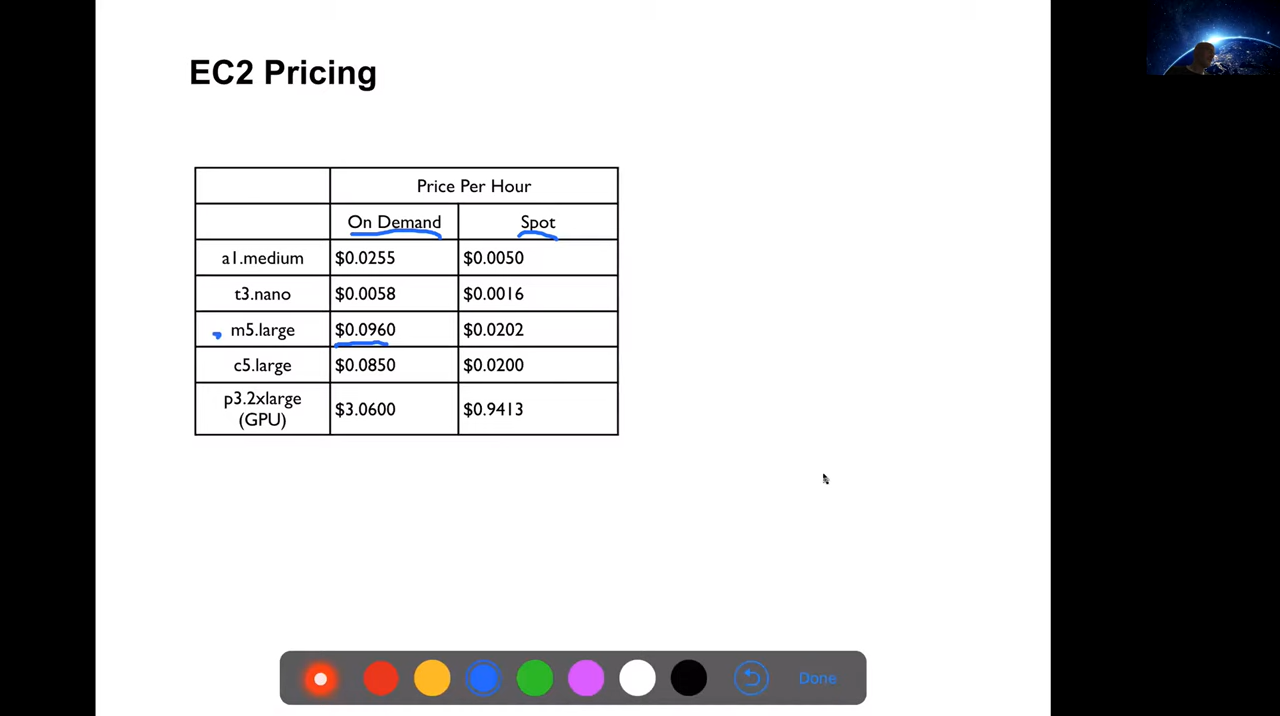 EC2 Pricing
Price Per Hour
On Demand Spot
a1.medium $0.0255 $0.0050
t3.nano $0.0058 $0.0016
m5.large $0.0960 $0.0202
c5.large $0.0850 $0.0200
p3.2xlarge
(GPU) $3.0600 $0.9413
Done